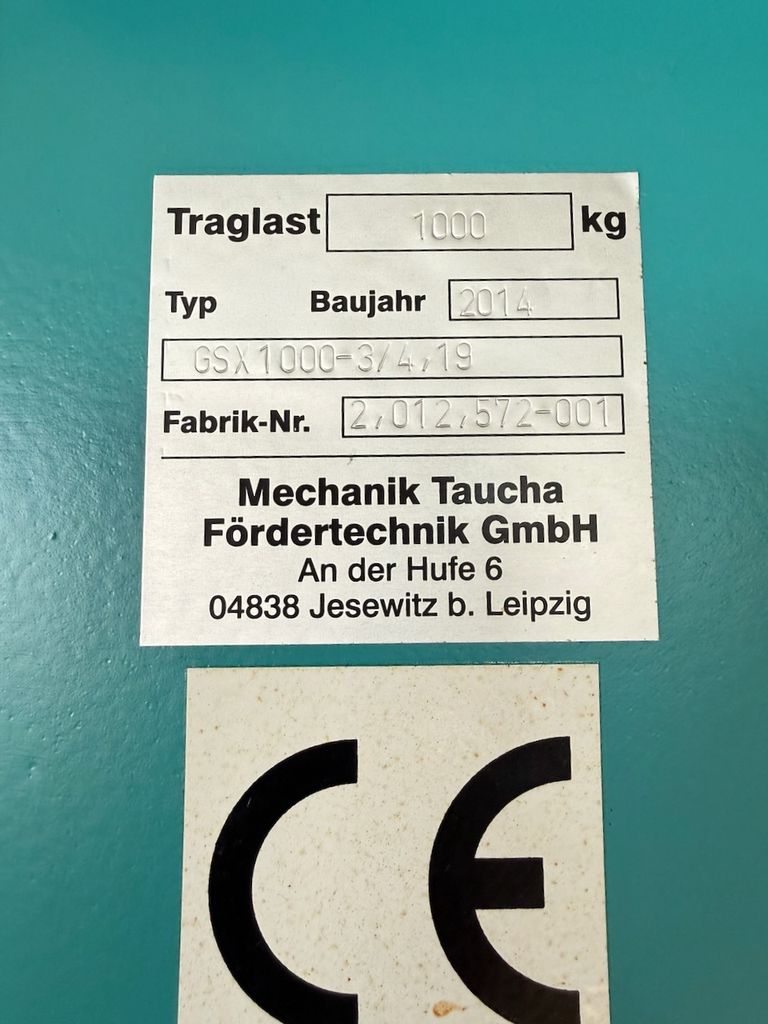 Traglast 1000 kg
Typ Baujahr 2014
GSX1000-3/4,19
Fabrik-Nr. 2,012,572-001
Mechanik Taucha
Fördertechnik GmbH
An der Hufe 6
04838 Jesewitz b. Leipzig
CE